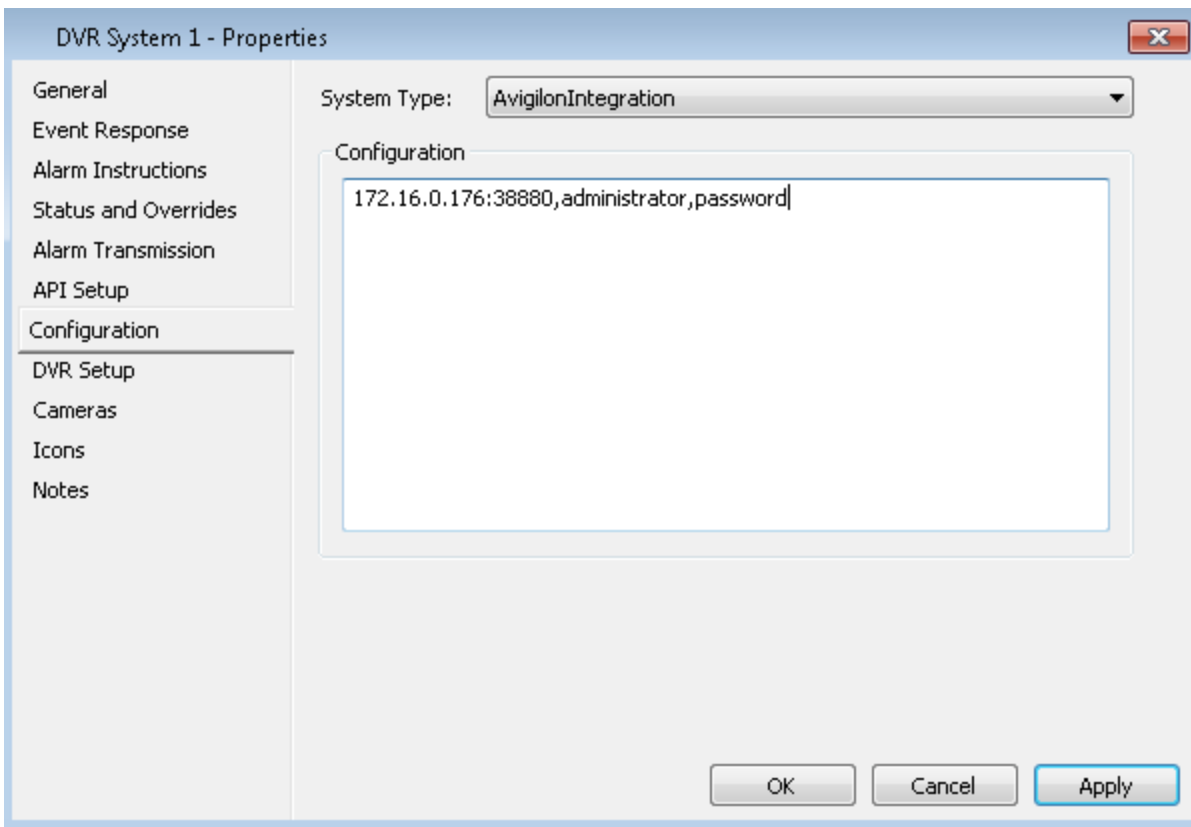 DVR System 1 - Properties
General
Event Response
Alarm Instructions
Status and Overrides
Alarm Transmission
API Setup
Configuration
DVR Setup
Cameras
Icons
Notes
System Type: AvigilonIntegration
Configuration
172.16.0.176:38880,administrator,password
OK Cancel Apply